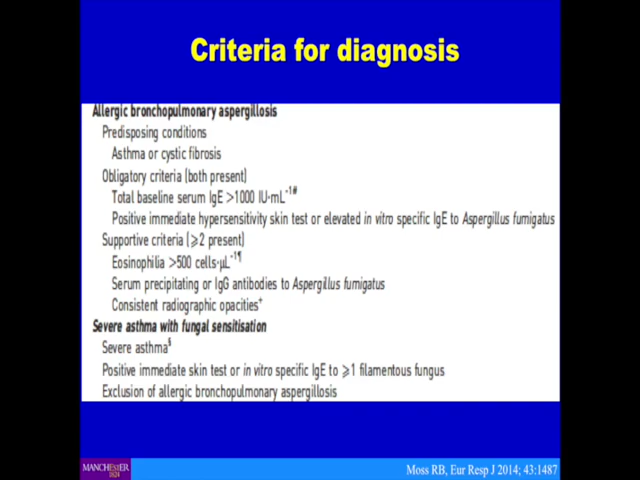 Criteria for diagnosis
Allergic bronchopulmonary aspergillosis
Predisposing conditions
Asthma or cystic fibrosis
Obligatory criteria (both present)
Total baseline serum IgE >1000 IU·mL⁻¹#
Positive immediate hypersensitivity skin test or elevated in vitro specific IgE to Aspergillus fumigatus
Supportive criteria (⩾2 present)
Eosinophilia >500 cells·µL⁻¹¶
Serum precipitating or IgG antibodies to Aspergillus fumigatus
Consistent radiographic opacities⁺
Severe asthma with fungal sensitisation
Severe asthma§
Positive immediate skin test or in vitro specific IgE to ⩾1 filamentous fungus
Exclusion of allergic bronchopulmonary aspergillosis
MANCHESTER
1824
Moss RB, Eur Resp J 2014; 43:1487